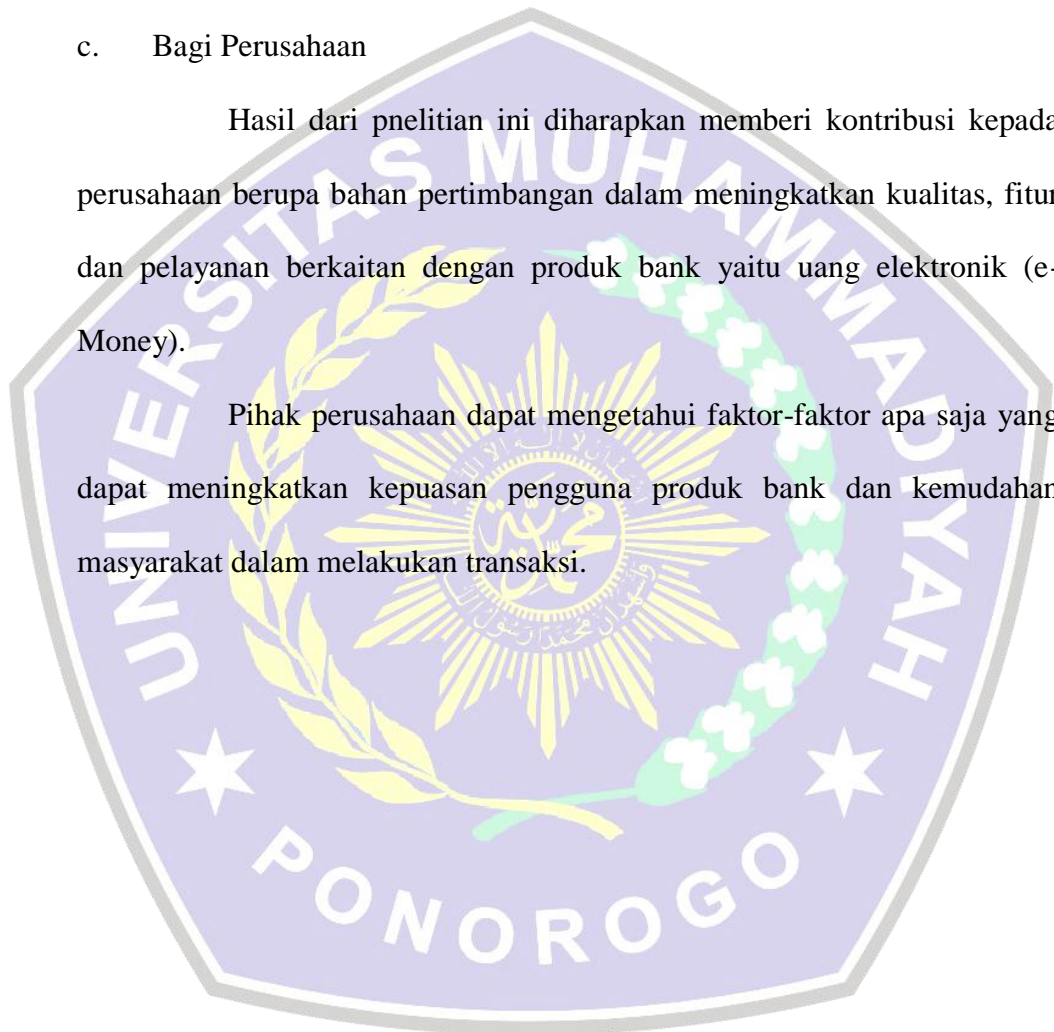 c. Bagi Perusahaan
Hasil dari pnelitian ini diharapkan memberi kontribusi kepada
perusahaan berupa bahan pertimbangan dalam meningkatkan kualitas, fitur
dan pelayanan berkaitan dengan produk bank yaitu uang elektronik (e-
Money).
Pihak perusahaan dapat mengetahui faktor-faktor apa saja yang
dapat meningkatkan kepuasan pengguna produk bank dan kemudahan
masyarakat dalam melakukan transaksi.
UNIVERSITAS MUHAMMADIYAH
PONOROGO